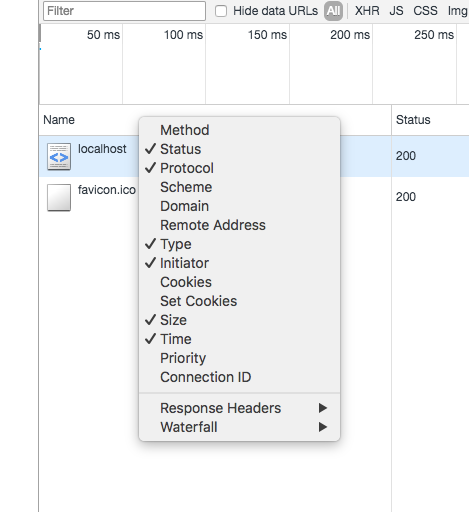 Filter Hide data URLs All XHR JS CSS Img
50 ms 100 ms 150 ms 200 ms 250 ms
Name Status
localhost 200
favicon.ico 200
Method
✓ Status
✓ Protocol
Scheme
Domain
Remote Address
✓ Type
✓ Initiator
Cookies
Set Cookies
✓ Size
✓ Time
Priority
Connection ID
Response Headers ▶
Waterfall ▶